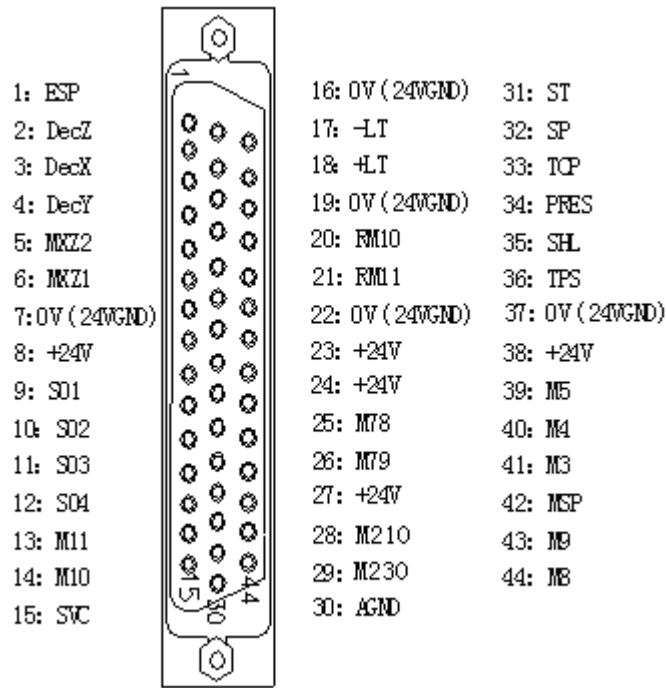 1: ESP
2: DecZ
3: DecX
4: DecY
5: MXZ2
6: MXZ1
7:0V(24VGND)
8: +24V
9: S01
10: S02
11: S03
12: S04
13: M11
14: M10
15: SVC
1
15
30
44
16:0V(24VGND)
17: -LT
18: +LT
19:0V(24VGND)
20: RM10
21: RM11
22:0V(24VGND)
23: +24V
24: +24V
25: M78
26: M79
27: +24V
28: M21O
29: M23O
30: AGND
31: ST
32: SP
33: TCP
34: PRES
35: SHL
36: TPS
37:0V(24VGND)
38: +24V
39: M5
40: M4
41: M3
42: MSP
43: M9
44: M8